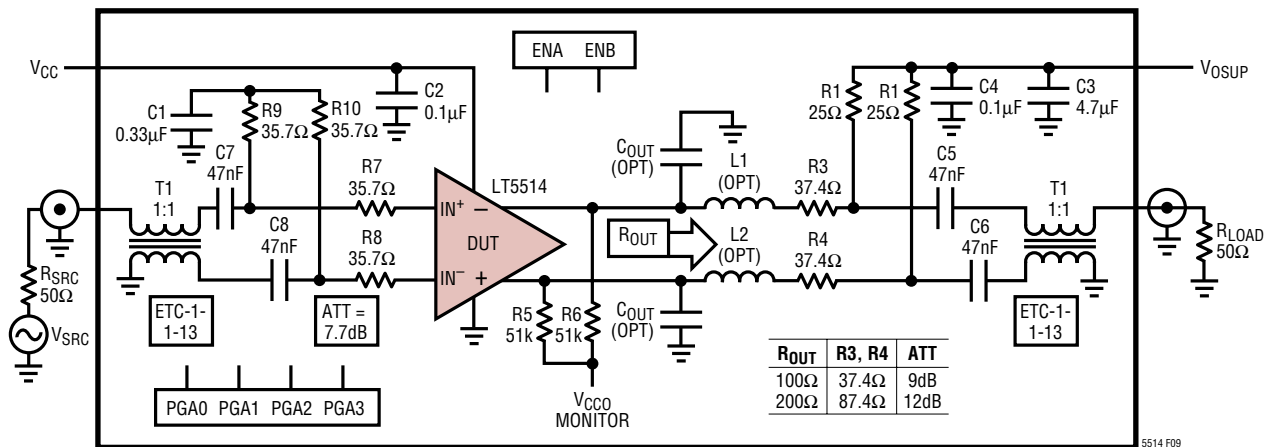 VCC
VOSUP
ENA ENB
C1
0.33µF
R9
35.7Ω
R10
35.7Ω
C2
0.1µF
R1
25Ω
R1
25Ω
C4
0.1µF
C3
4.7µF
C7
47nF
R7
35.7Ω
LT5514
COUT
(OPT)
L1
(OPT)
R3
37.4Ω
C5
47nF
T1
1:1
T1
1:1
C8
47nF
IN+ −
DUT
IN− +
ROUT
L2
(OPT)
R4
37.4Ω
C6
47nF
RLOAD
50Ω
RSRC
50Ω
R8
35.7Ω
VSRC
ETC-1-
1-13
ATT =
7.7dB
R5
51k
R6
51k
COUT
(OPT)
ETC-1-
1-13
ROUT R3, R4 ATT
100Ω 37.4Ω 9dB
200Ω 87.4Ω 12dB
PGA0 PGA1 PGA2 PGA3
VCCO
MONITOR
5514 F09